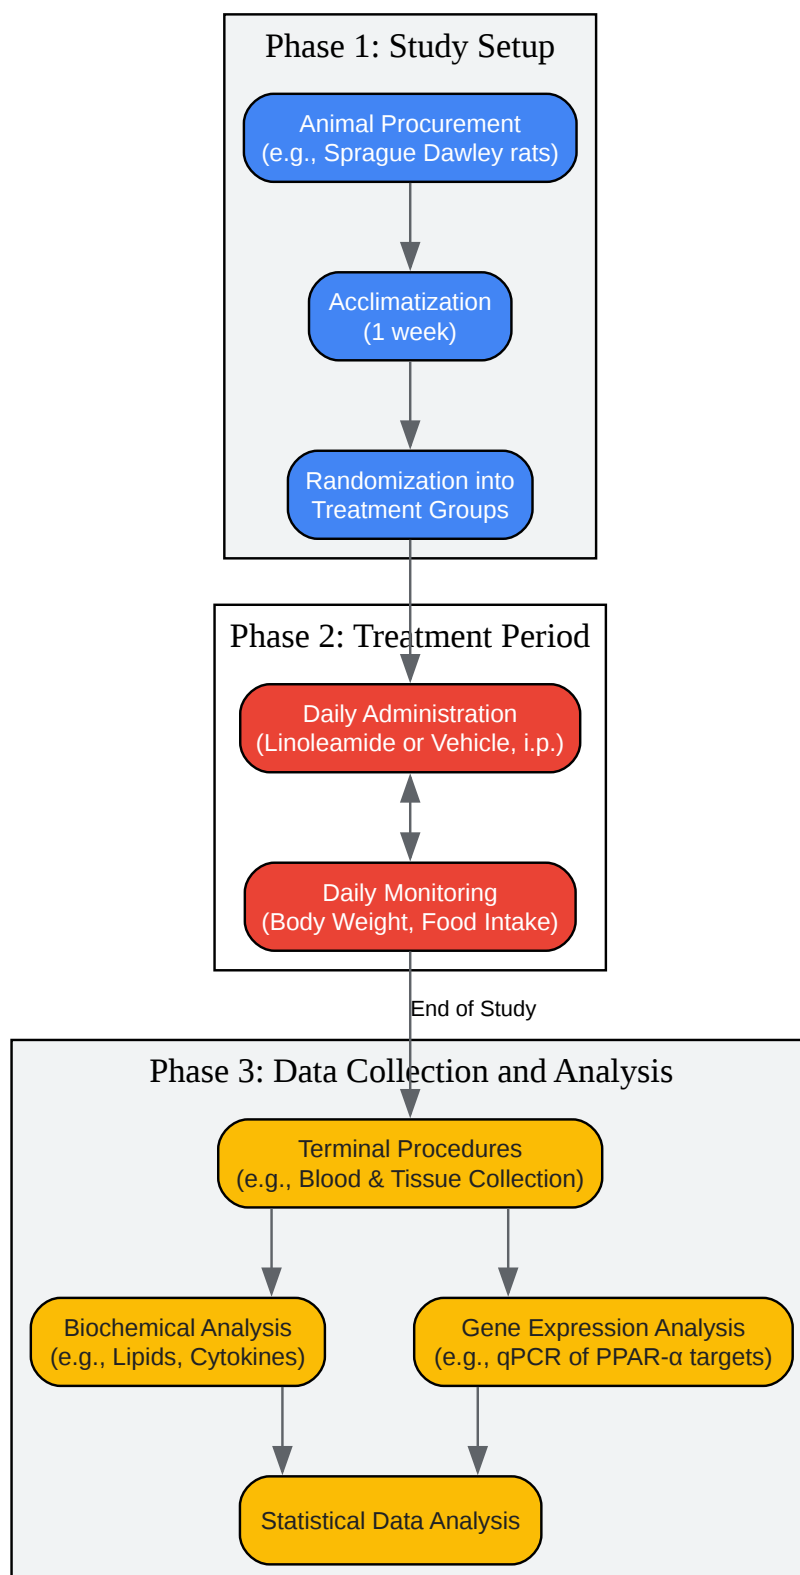 Phase 1: Study Setup
Animal Procurement
(e.g., Sprague Dawley rats)
Acclimatization
(1 week)
Randomization into
Treatment Groups
Phase 2: Treatment Period
Daily Administration
(Linoleamide or Vehicle, i.p.)
Daily Monitoring
(Body Weight, Food Intake)
End of Study
Phase 3: Data Collection and Analysis
Terminal Procedures
(e.g., Blood & Tissue Collection)
Biochemical Analysis
(e.g., Lipids, Cytokines)
Gene Expression Analysis
(e.g., qPCR of PPAR-α targets)
Statistical Data Analysis